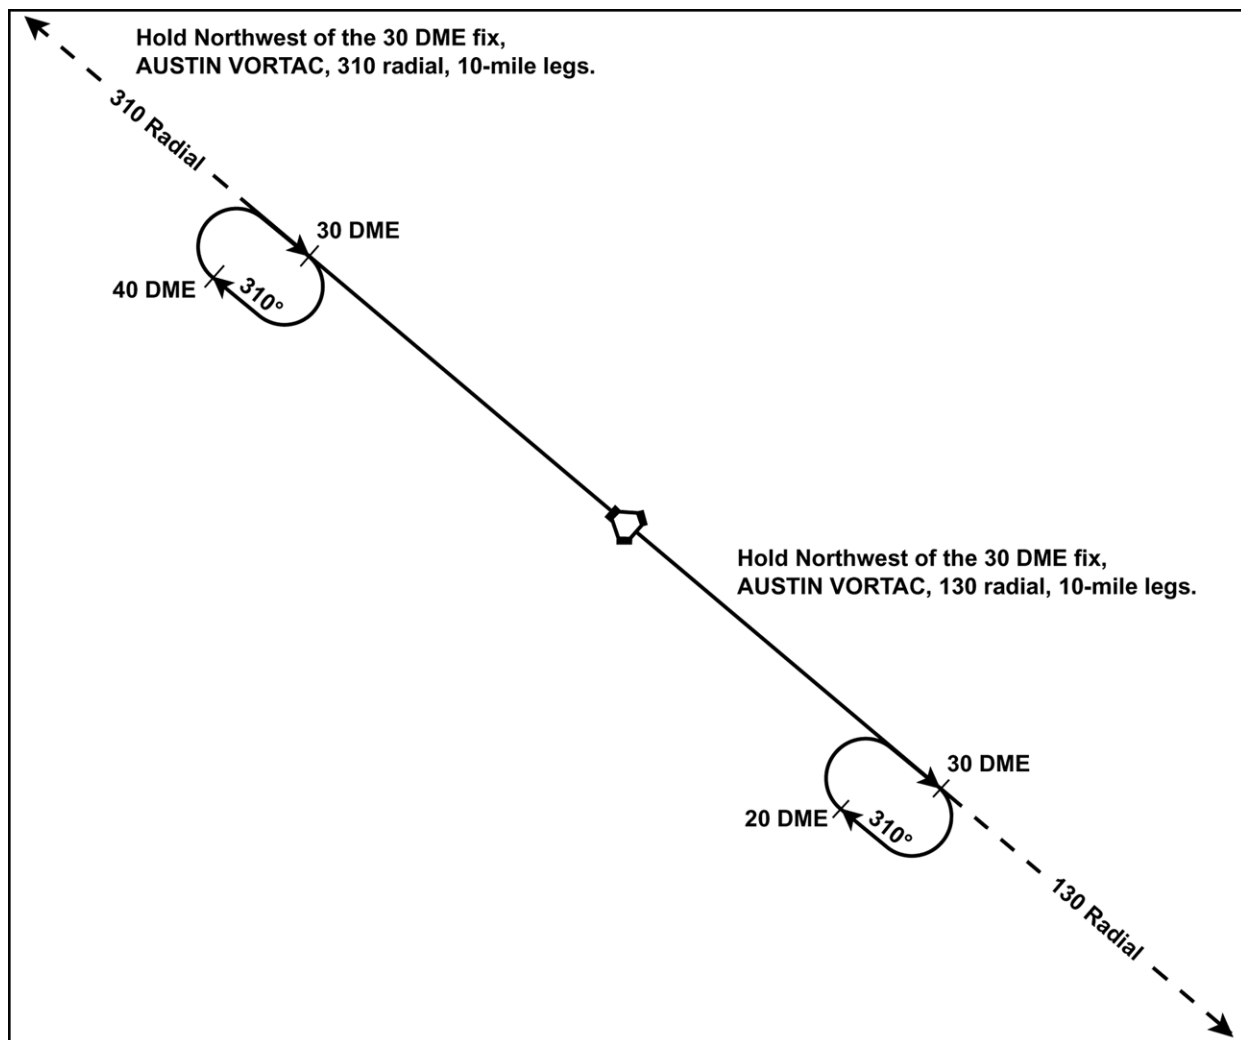 Hold Northwest of the 30 DME fix,
AUSTIN VORTAC, 310 radial, 10-mile legs.
310 Radial
30 DME
40 DME
310°
Hold Northwest of the 30 DME fix,
AUSTIN VORTAC, 130 radial, 10-mile legs.
30 DME
20 DME
310°
130 Radial